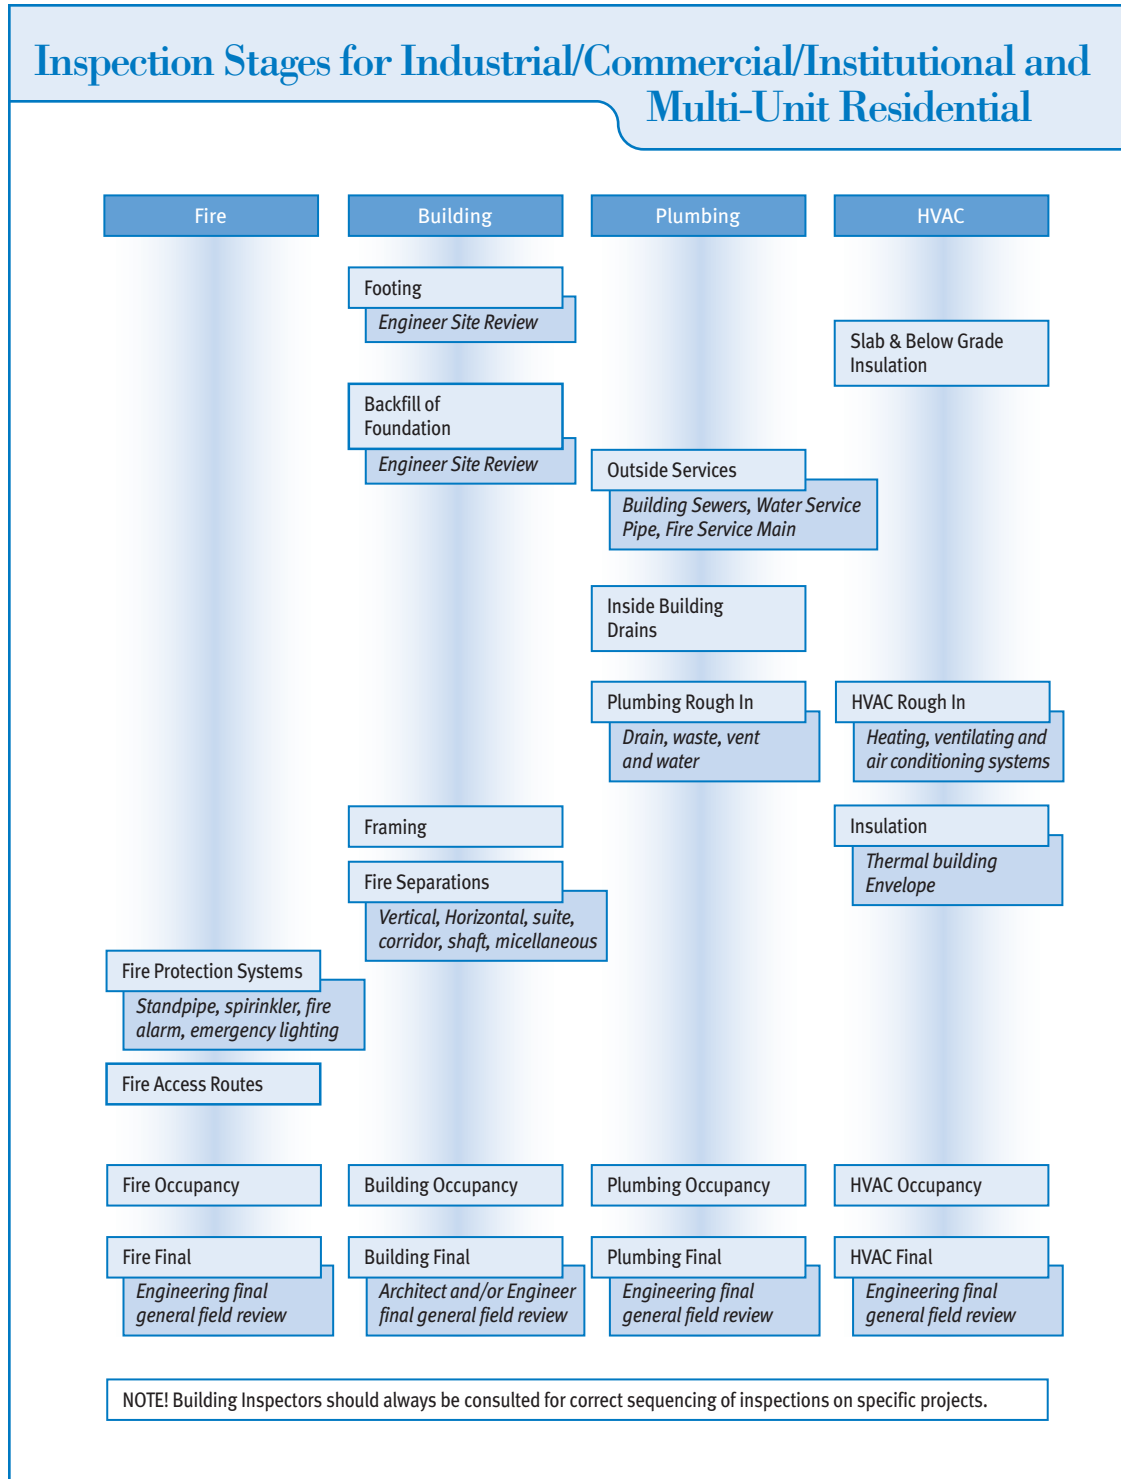 Inspection Stages for Industrial/Commercial/Institutional and
Multi-Unit Residential
Fire
Building
Plumbing
HVAC
Footing
Engineer Site Review
Slab & Below Grade
Insulation
Backfill of
Foundation
Engineer Site Review
Outside Services
Building Sewers, Water Service
Pipe, Fire Service Main
Inside Building
Drains
Plumbing Rough In
Drain, waste, vent
and water
HVAC Rough In
Heating, ventilating and
air conditioning systems
Framing
Insulation
Thermal building
Envelope
Fire Separations
Vertical, Horizontal, suite,
corridor, shaft, micellaneous
Fire Protection Systems
Standpipe, spirinkler, fire
alarm, emergency lighting
Fire Access Routes
Fire Occupancy
Building Occupancy
Plumbing Occupancy
HVAC Occupancy
Fire Final
Engineering final
general field review
Building Final
Architect and/or Engineer
final general field review
Plumbing Final
Engineering final
general field review
HVAC Final
Engineering final
general field review
NOTE! Building Inspectors should always be consulted for correct sequencing of inspections on specific projects.